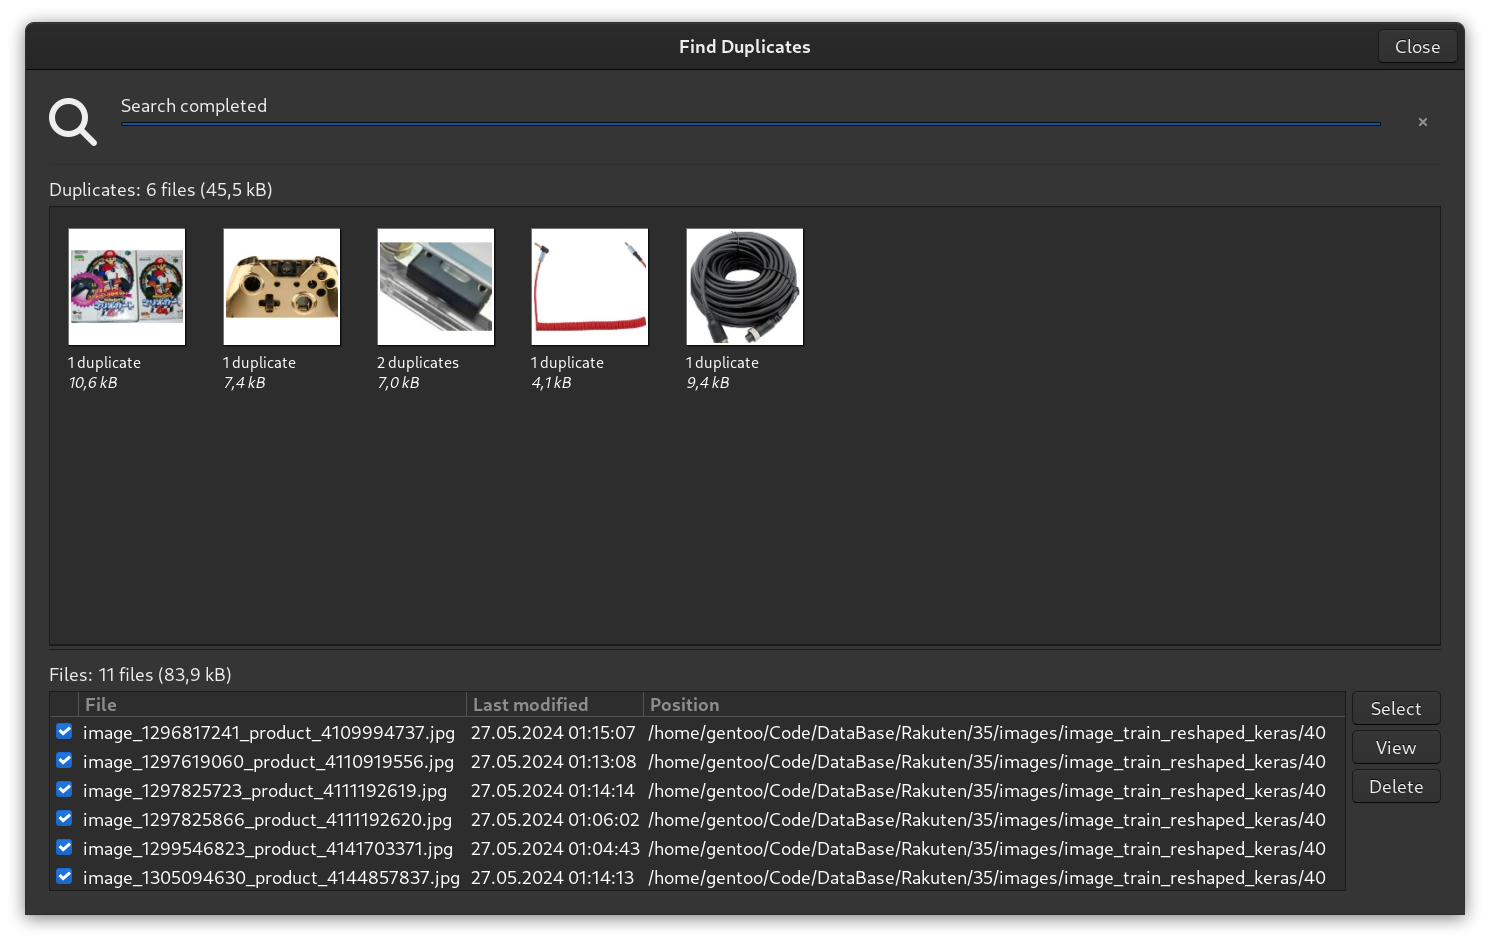 Find Duplicates
Close
Search completed
Duplicates: 6 files (45,5 kB)
1 duplicate
10,6 kB
1 duplicate
7,4 kB
2 duplicates
7,0 kB
1 duplicate
4,1 kB
1 duplicate
9,4 kB
Files: 11 files (83,9 kB)
File Last modified Position
image_1296817241_product_4109994737.jpg 27.05.2024 01:15:07 /home/gentoo/Code/DataBase/Rakuten/35/images/image_train_reshaped_keras/40
image_1297619060_product_4110919556.jpg 27.05.2024 01:13:08 /home/gentoo/Code/DataBase/Rakuten/35/images/image_train_reshaped_keras/40
image_1297825723_product_4111192619.jpg 27.05.2024 01:14:14 /home/gentoo/Code/DataBase/Rakuten/35/images/image_train_reshaped_keras/40
image_1297825866_product_4111192620.jpg 27.05.2024 01:06:02 /home/gentoo/Code/DataBase/Rakuten/35/images/image_train_reshaped_keras/40
image_1299546823_product_4141703371.jpg 27.05.2024 01:04:43 /home/gentoo/Code/DataBase/Rakuten/35/images/image_train_reshaped_keras/40
image_1305094630_product_4144857837.jpg 27.05.2024 01:14:13 /home/gentoo/Code/DataBase/Rakuten/35/images/image_train_reshaped_keras/40
Select
View
Delete